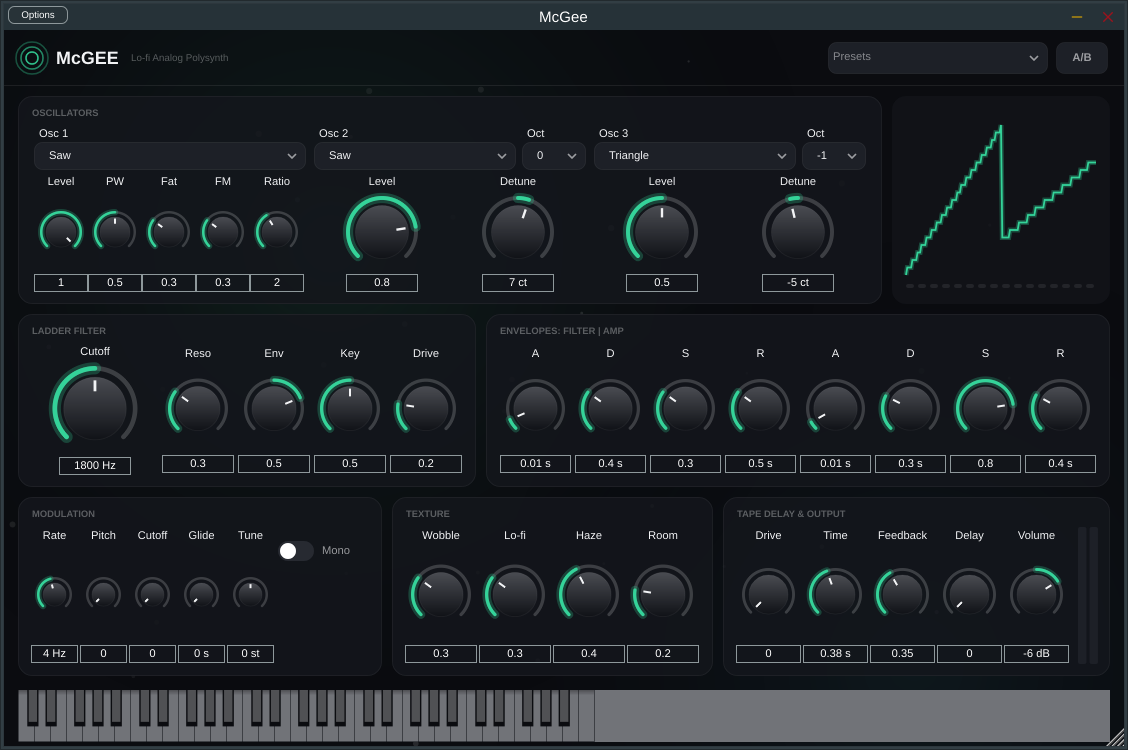 Options
McGee
McGEE
Lo-fi Analog Polysynth
Presets
A/B
OSCILLATORS
Osc 1 Osc 2 Oct Osc 3 Oct
Saw Saw 0 Triangle -1
Level PW Fat FM Ratio Level Detune Level Detune
1 0.5 0.3 0.3 2 0.8 7 ct 0.5 -5 ct
LADDER FILTER
Cutoff Reso Env Key Drive
1800 Hz 0.3 0.5 0.5 0.2
ENVELOPES: FILTER | AMP
A D S R A D S R
0.01 s 0.4 s 0.3 0.5 s 0.01 s 0.3 s 0.8 0.4 s
MODULATION
Rate Pitch Cutoff Glide Tune
Mono
4 Hz 0 0 0 s 0 st
TEXTURE
Wobble Lo-fi Haze Room
0.3 0.3 0.4 0.2
TAPE DELAY & OUTPUT
Drive Time Feedback Delay Volume
0 0.38 s 0.35 0 -6 dB